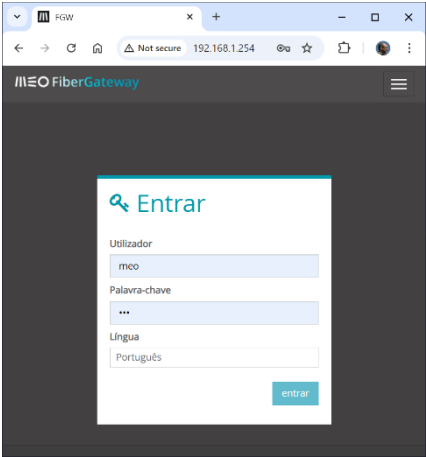 FGW
Not secure 192.168.1.254
MEO FiberGateway
Entrar
Utilizador
meo
Palavra-chave
•••
Língua
Português
entrar